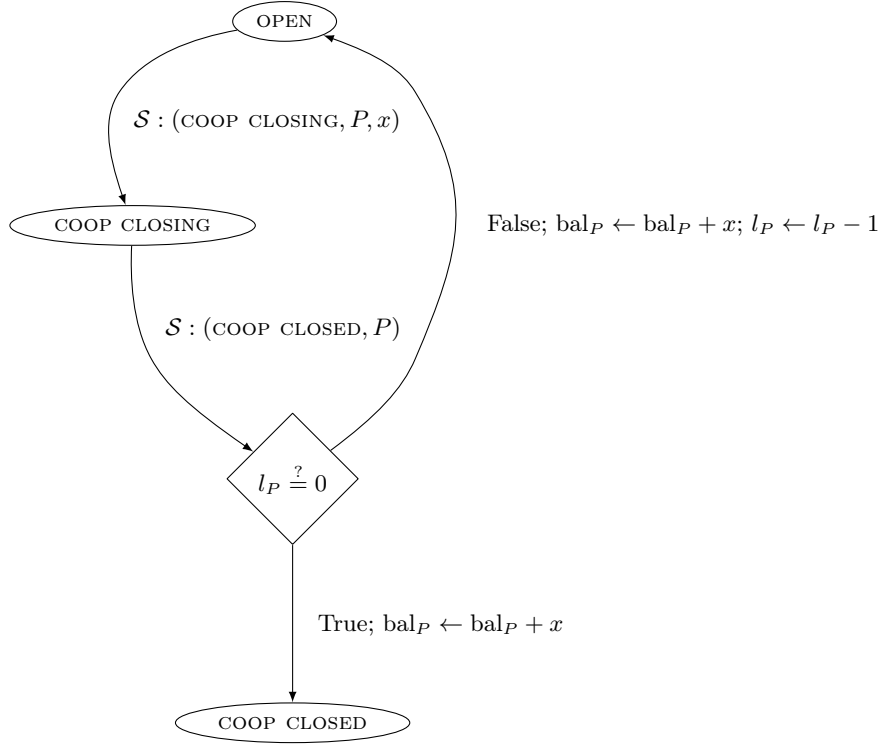 OPEN
𝒮 : (COOP CLOSING, P, x)
COOP CLOSING
False; bal_P ← bal_P + x; l_P ← l_P − 1
𝒮 : (COOP CLOSED, P)
l_P ≟ 0
True; bal_P ← bal_P + x
COOP CLOSED